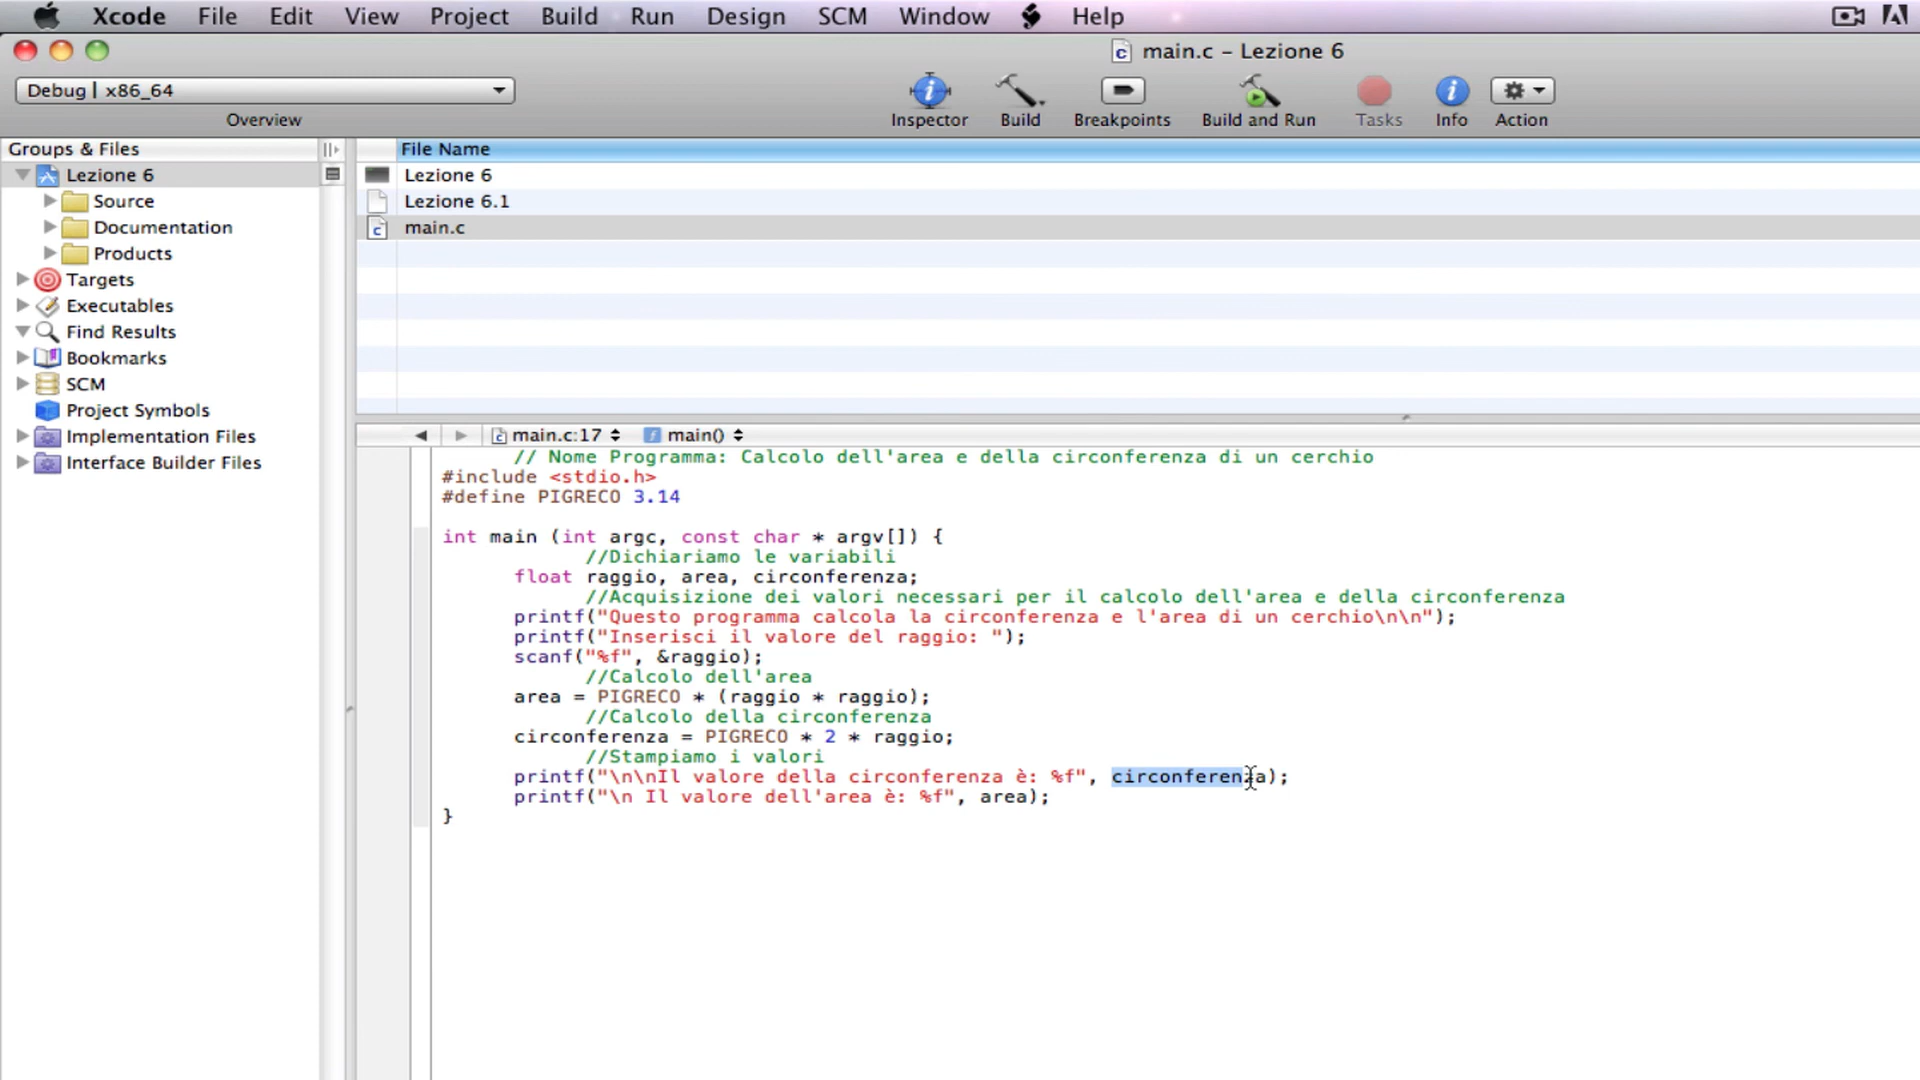 Xcode File Edit View Project Build Run Design SCM Window Help
main.c – Lezione 6
Debug | x86_64
Overview
Inspector Build Breakpoints Build and Run Tasks Info Action
Groups & Files
File Name
Lezione 6
Lezione 6
Source
Lezione 6.1
Documentation
main.c
Products
Targets
Executables
Find Results
Bookmarks
SCM
Project Symbols
Implementation Files
Interface Builder Files
main.c:17 main()
// Nome Programma: Calcolo dell'area e della circonferenza di un cerchio
#include <stdio.h>
#define PIGRECO 3.14
int main (int argc, const char * argv[]) {
//Dichiariamo le variabili
float raggio, area, circonferenza;
//Acquisizione dei valori necessari per il calcolo dell'area e della circonferenza
printf("Questo programma calcola la circonferenza e l'area di un cerchio\n\n");
printf("Inserisci il valore del raggio: ");
scanf("%f", &raggio);
//Calcolo dell'area
area = PIGRECO * (raggio * raggio);
//Calcolo della circonferenza
circonferenza = PIGRECO * 2 * raggio;
//Stampiamo i valori
printf("\n\nIl valore della circonferenza è: %f", circonferenza);
printf("\n Il valore dell'area è: %f", area);
}